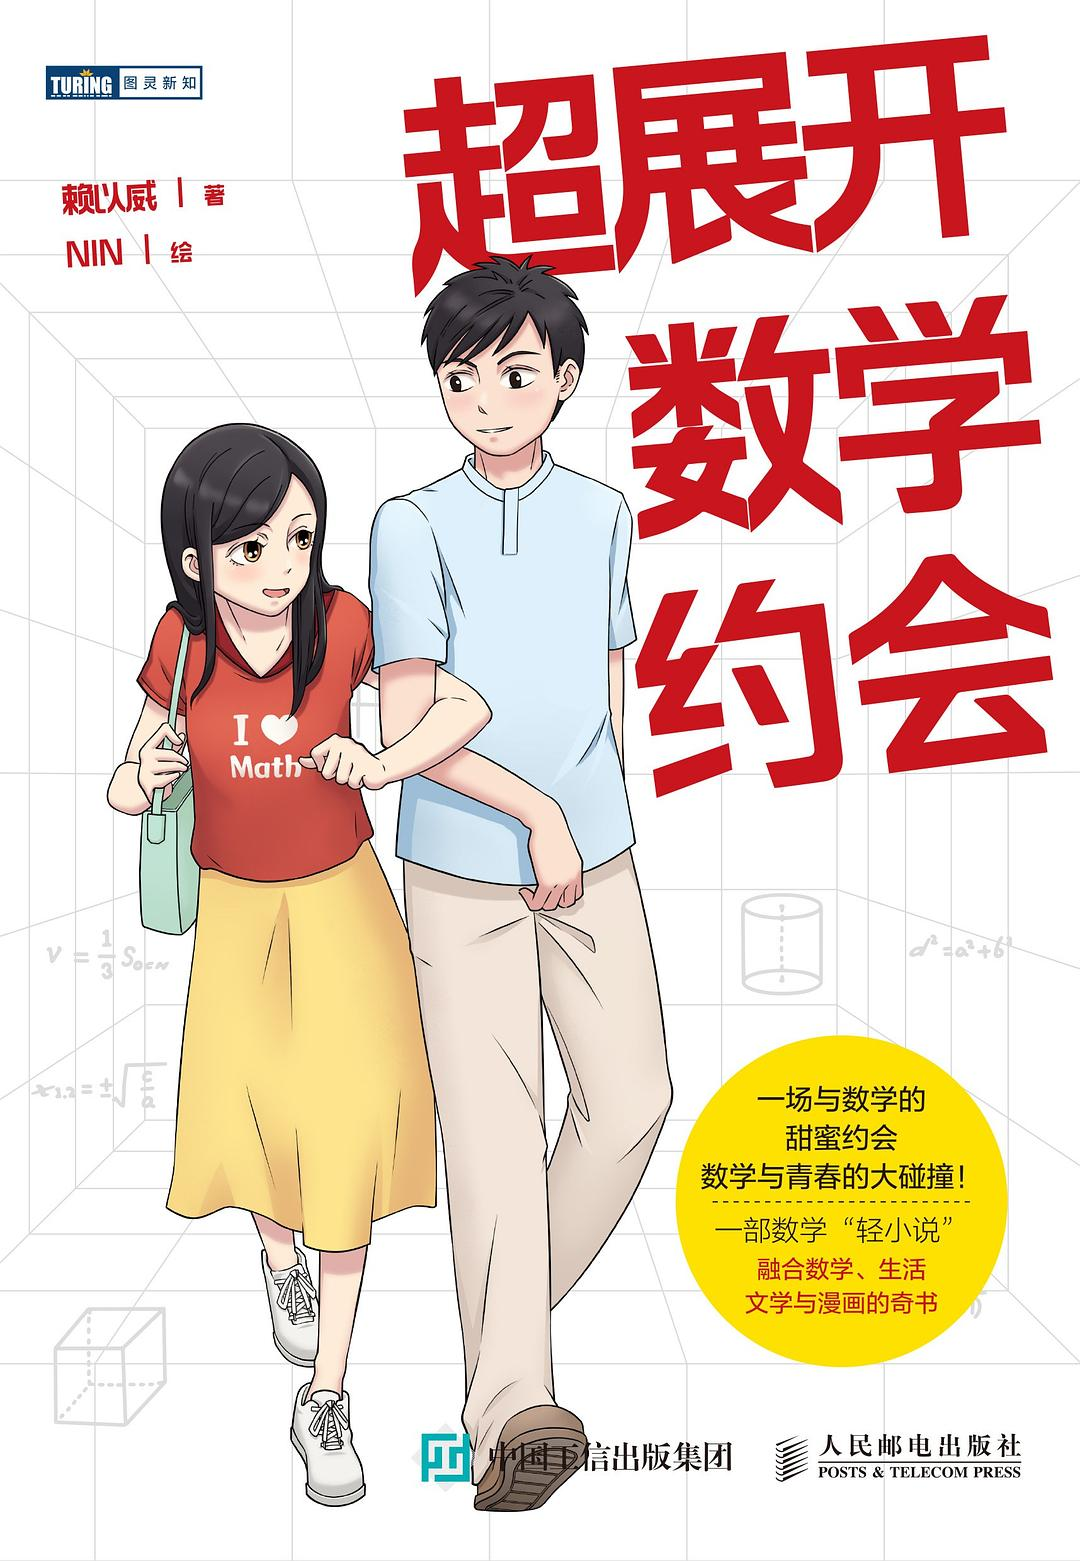 TURING 图灵新知
赖以威 | 著
NIN | 绘
超展开
数学
约会
I ♥
Math
d²=a²+b²
一场与数学的
甜蜜约会
数学与青春的大碰撞！
一部数学“轻小说”
融合数学、生活
文学与漫画的奇书
中国工信出版集团
人民邮电出版社
POSTS & TELECOM PRESS